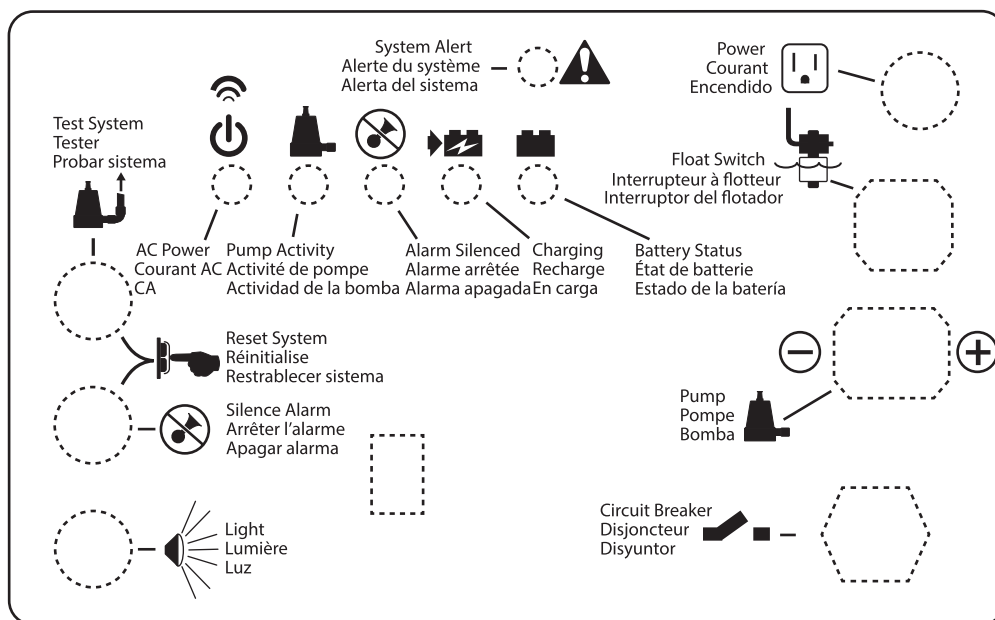 System Alert
Alerte du système
Alerta del sistema
Power
Courant
Encendido
Test System
Tester
Probar sistema
Float Switch
Interrupteur à flotteur
Interruptor del flotador
AC Power
Courant AC
CA
Pump Activity
Activité de pompe
Actividad de la bomba
Alarm Silenced
Alarme arrêtée
Alarma apagada
Charging
Recharge
En carga
Battery Status
État de batterie
Estado de la batería
Reset System
Réinitialise
Restrablecer sistema
Silence Alarm
Arrêter l'alarme
Apagar alarma
Pump
Pompe
Bomba
Light
Lumière
Luz
Circuit Breaker
Disjoncteur
Disyuntor